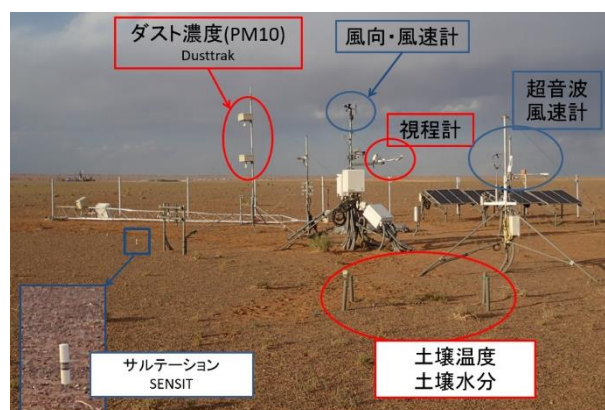 ダスト濃度(PM10)
Dusttrak
風向・風速計
超音波
風速計
視程計
サルテーション
SENSIT
土壌温度
土壌水分